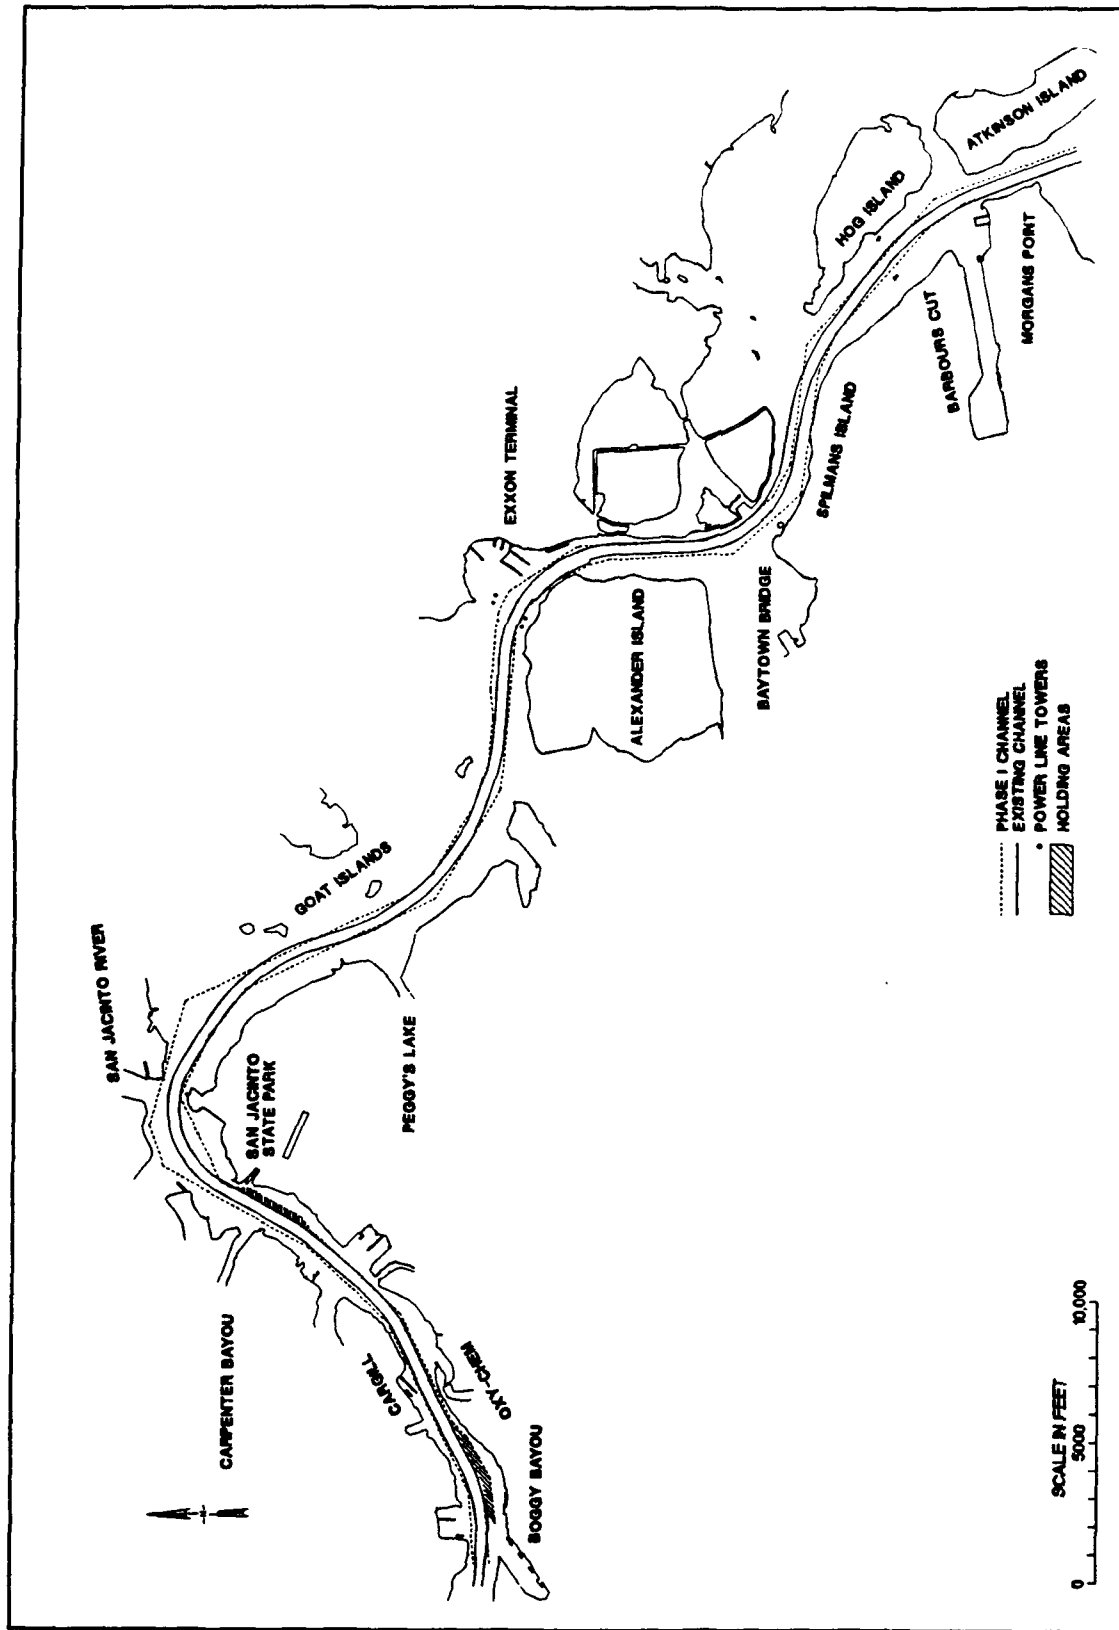 SAN JACINTO RIVER
CARPENTER BAYOU
SAN JACINTO
STATE PARK
GOAT ISLANDS
PEGGY'S LAKE
CARGILL
OXY-CHEM
BOGGY BAYOU
EXXON TERMINAL
ALEXANDER ISLAND
BAYTOWN BRIDGE
SPILMANS ISLAND
HOG ISLAND
ATKINSON ISLAND
BARBOURS CUT
MORGANS POINT
PHASE I CHANNEL
EXISTING CHANNEL
POWER LINE TOWERS
HOLDING AREAS
SCALE IN FEET
0 5000 10,000